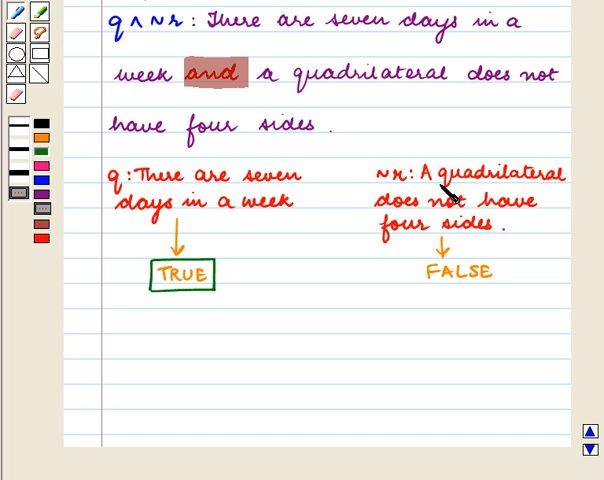 q ∧ ~r : There are seven days in a
week and a quadrilateral does not
have four sides.
q: There are seven
days in a week
~r: A quadrilateral
does not have
four sides.
TRUE
FALSE